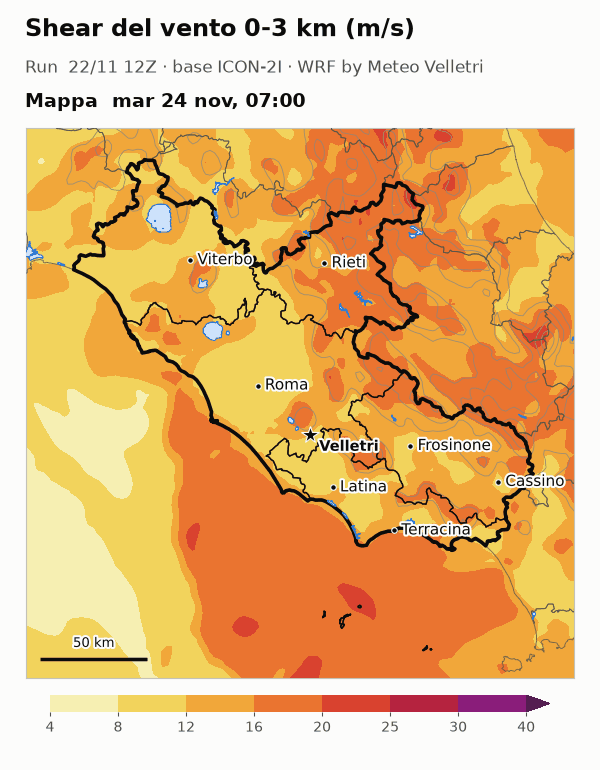 Shear del vento 0-3 km (m/s)
Run  22/11 12Z · base ICON-2I · WRF by Meteo Velletri
Mappa  mar 24 nov, 07:00
Viterbo
Rieti
Roma
Velletri
Frosinone
Cassino
Latina
Terracina
50 km
4 8 12 16 20 25 30 40